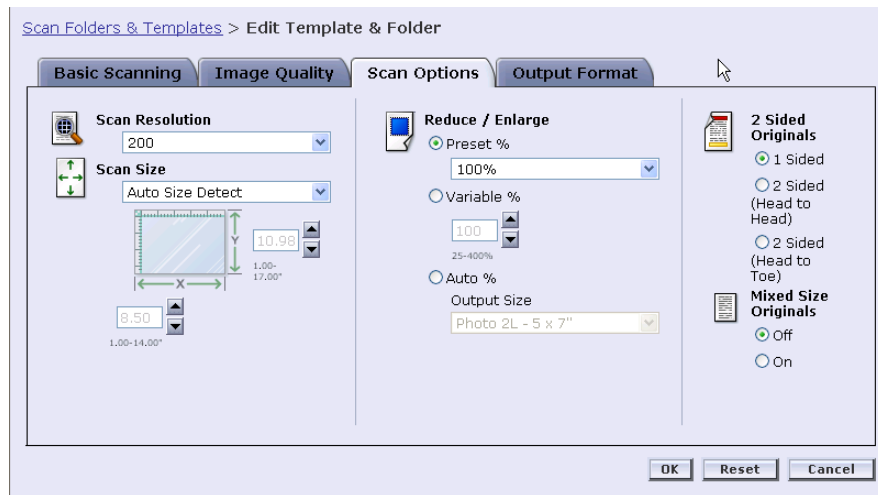 Scan Folders & Templates > Edit Template & Folder
Basic Scanning
Image Quality
Scan Options
Output Format
Scan Resolution
200
Scan Size
Auto Size Detect
Y
10.98
1.00-
17.00"
X
8.50
1.00-14.00"
Reduce / Enlarge
Preset %
100%
Variable %
100
25-400%
Auto %
Output Size
Photo 2L - 5 x 7"
2 Sided
Originals
1 Sided
2 Sided
(Head to
Head)
2 Sided
(Head to
Toe)
Mixed Size
Originals
Off
On
OK
Reset
Cancel